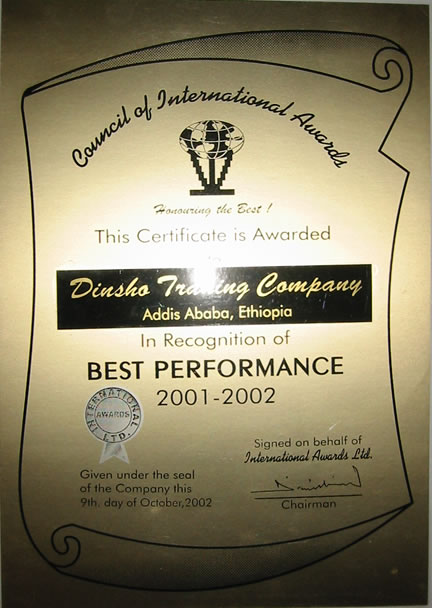 Council of International Awards
Honouring the Best !
This Certificate is Awarded
to
Dinsho Trading Company
Addis Ababa, Ethiopia
In Recognition of
BEST PERFORMANCE
2001-2002
INTERNATIONAL
AWARDS
LTD.
Signed on behalf of
International Awards Ltd.
Given under the seal
of the Company this
9th. day of October,2002
Chairman